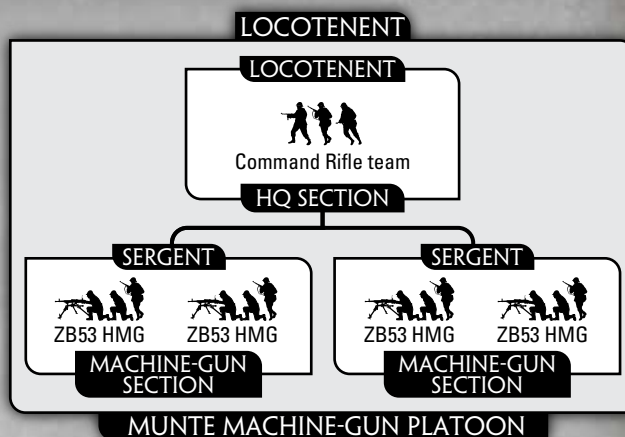 LOCOTENENT
LOCOTENENT
Command Rifle team
HQ SECTION
SERGENT
ZB53 HMG ZB53 HMG
MACHINE-GUN
SECTION
SERGENT
ZB53 HMG ZB53 HMG
MACHINE-GUN
SECTION
MUNTE MACHINE-GUN PLATOON